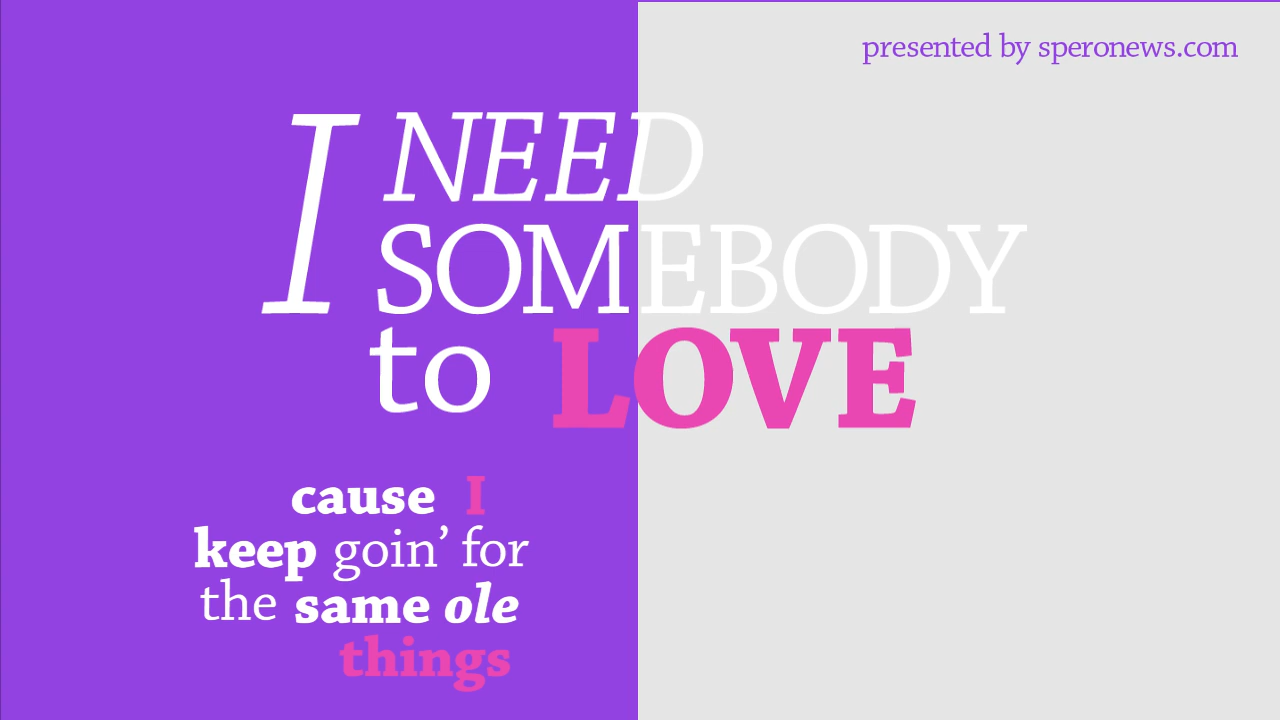 presented by speronews.com
I NEED
SOMEBODY
to LOVE
cause I
keep goin’ for
the same ole
things